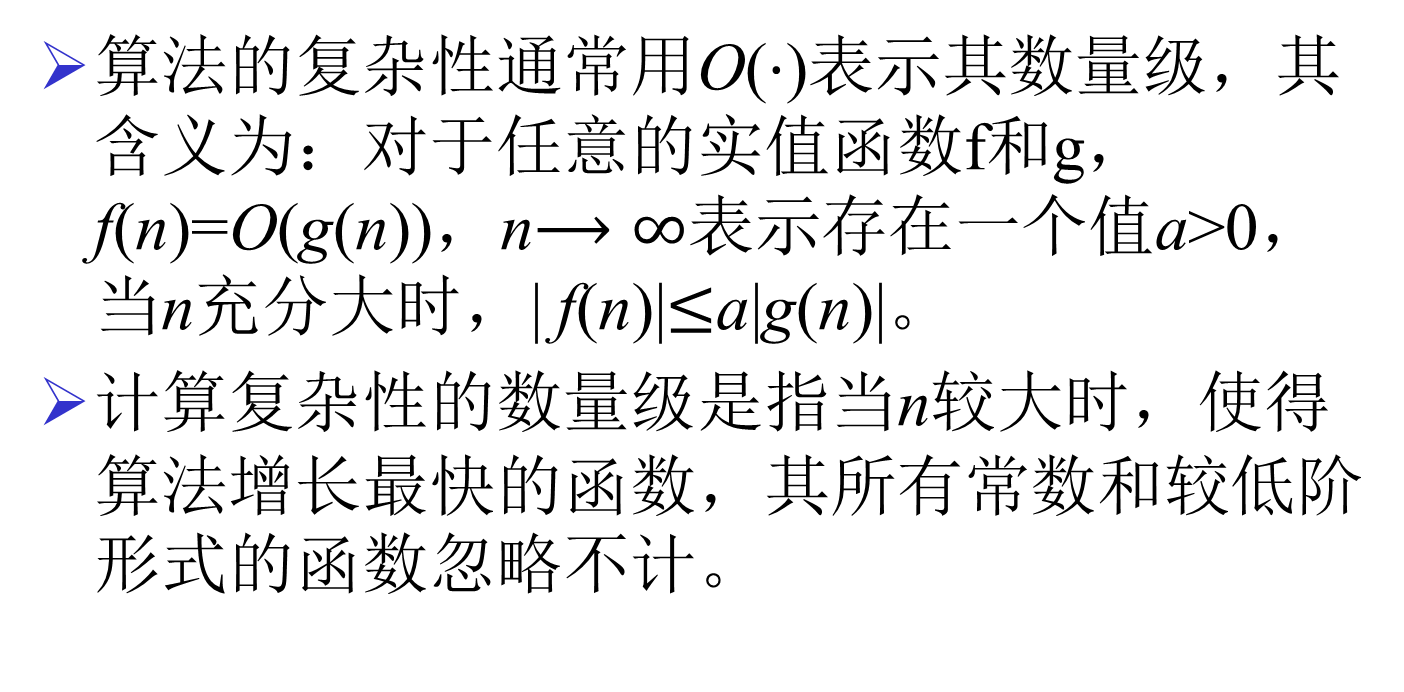 ➢算法的复杂性通常用O(·)表示其数量级，其
含义为：对于任意的实值函数f和g，
f(n)=O(g(n))，n⟶ ∞表示存在一个值a>0，
当n充分大时，| f(n)|≤a|g(n)|。
➢计算复杂性的数量级是指当n较大时，使得
算法增长最快的函数，其所有常数和较低阶
形式的函数忽略不计。